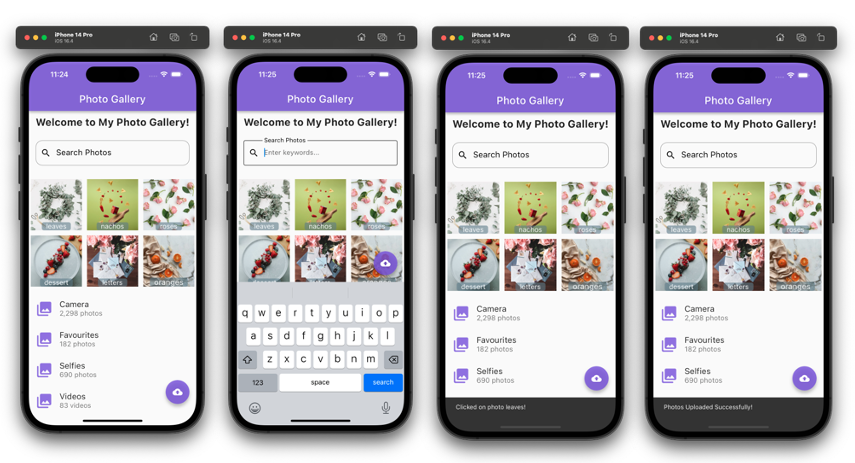 iPhone 14 Pro
iOS 16.4
11:24
Photo Gallery
Welcome to My Photo Gallery!
Search Photos
leaves
nachos
roses
dessert
letters
oranges
Camera
2,298 photos
Favourites
182 photos
Selfies
690 photos
Videos
83 videos
iPhone 14 Pro
iOS 16.4
11:25
Photo Gallery
Welcome to My Photo Gallery!
Search Photos
Enter keywords...
leaves
nachos
roses
dessert
letters
oranges
q w e r t y u i o p
a s d f g h j k l
z x c v b n m
123 space search
iPhone 14 Pro
iOS 16.4
11:25
Photo Gallery
Welcome to My Photo Gallery!
Search Photos
leaves
nachos
roses
dessert
letters
oranges
Camera
2,298 photos
Favourites
182 photos
Selfies
690 photos
Clicked on photo leaves!
iPhone 14 Pro
iOS 16.4
11:25
Photo Gallery
Welcome to My Photo Gallery!
Search Photos
leaves
nachos
roses
dessert
letters
oranges
Camera
2,298 photos
Favourites
182 photos
Selfies
690 photos
Photos Uploaded Successfully!